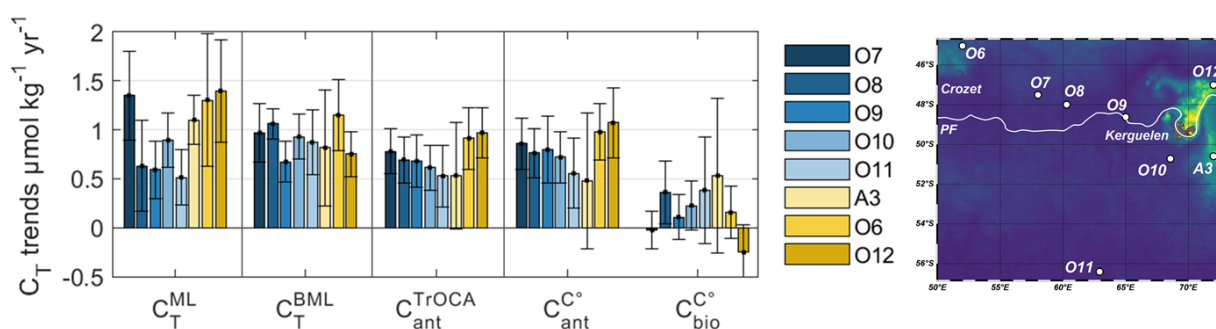 C_T trends µmol kg⁻¹ yr⁻¹
2
1.5
1
0.5
0
-0.5
C_T^ML
C_T^BML
C_ant^TrOCA
C_ant^C°
C_bio^C°
O7
O8
O9
O10
O11
A3
O6
O12
46°S
48°S
50°S
52°S
54°S
56°S
O6
O12
Crozet
O7
O8
O9
PF
Kerguelen
O10
A3
O11
50°E
55°E
60°E
65°E
70°E